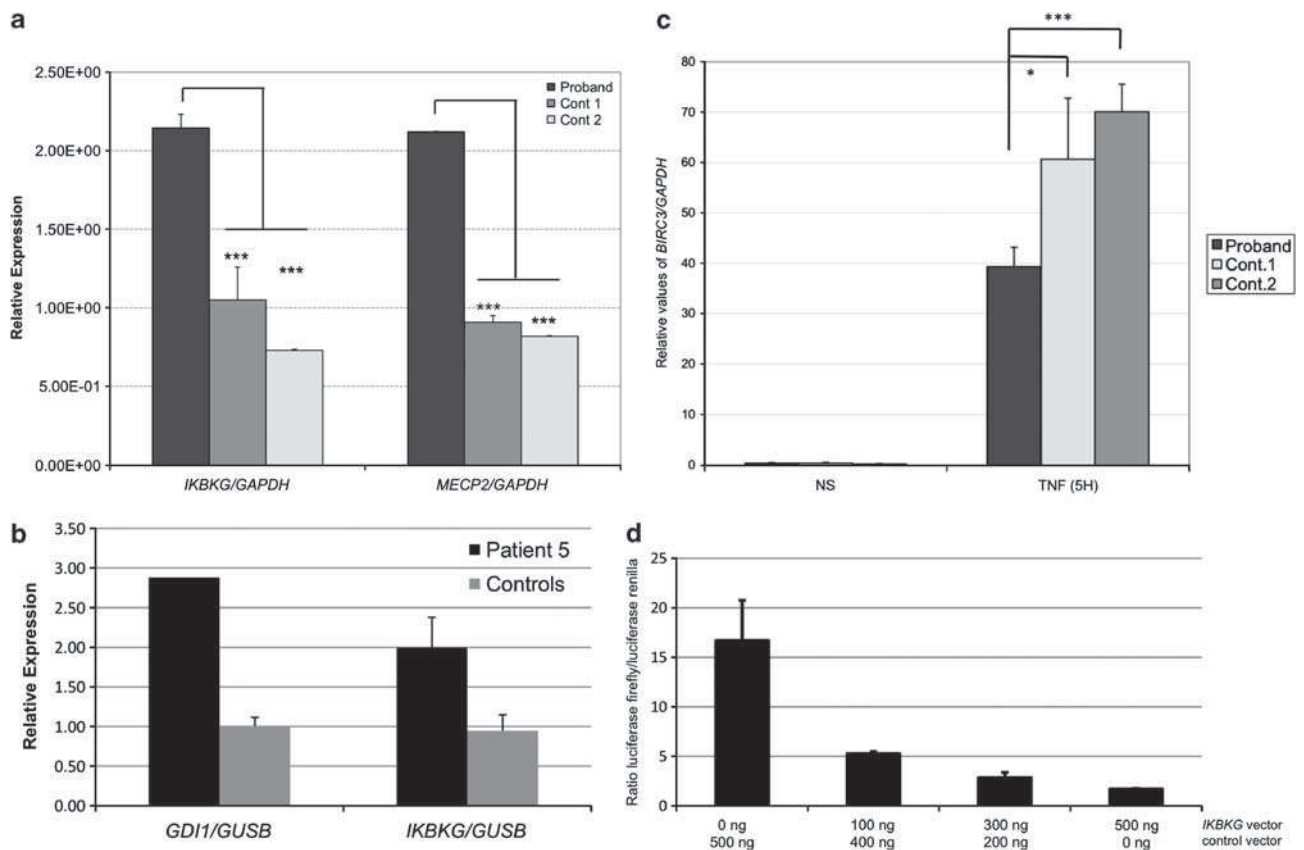 a
2.50E+00
2.00E+00
1.50E+00
1.00E+00
5.00E-01
0.00E+00
Relative Expression
Proband
Cont 1
Cont 2
*** ***
*** ***
IKBKG/GAPDH MECP2/GAPDH
c
***
*
80
70
60
50
40
30
20
10
0
Relative values of BIRC3/GAPDH
NS TNF (5H)
Proband
Cont.1
Cont.2
b
3.50
3.00
2.50
2.00
1.50
1.00
0.50
0.00
Relative Expression
Patient 5
Controls
GDI1/GUSB IKBKG/GUSB
d
25
20
15
10
5
0
Ratio luciferase firefly/luciferase renilla
0 ng 100 ng 300 ng 500 ng IKBKG vector
500 ng 400 ng 200 ng 0 ng control vector